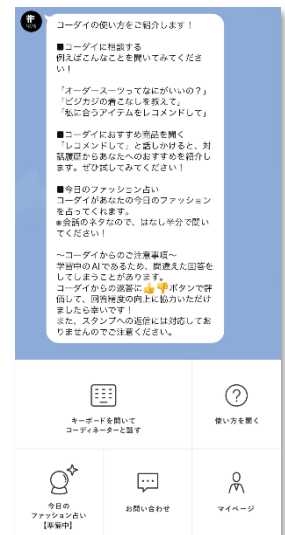 コーダイの使い方をご紹介します！
■コーダイに相談する
例えばこんなことを聞いてみてくださ
い！
「オーダースーツってなにがいいの？」
「ビジカジの着こなしを教えて」
「私に合うアイテムをレコメンドして」
■コーダイにおすすめ商品を聞く
「レコメンドして」と話しかけると、対
話履歴からあなたへのおすすめを紹介し
ます。ぜひ試してみてください！
■今日のファッション占い
コーダイがあなたの今日のファッション
を占ってくれます。
※会話のネタなので、はなし半分で聞い
てください！
〜コーダイからのご注意事項〜
学習中のAIであるため、間違えた回答を
してしまうことがあります。
コーダイからの返答に👍👎ボタンで評
価して、回答精度の向上に協力いただけ
ましたら幸いです！
また、スタンプへの返信には対応してお
りませんのでご注意ください。
キーボードを開いて
コーディネーターと話す
使い方を聞く
今日の
ファッション占い
【準備中】
お問い合わせ
マイページ